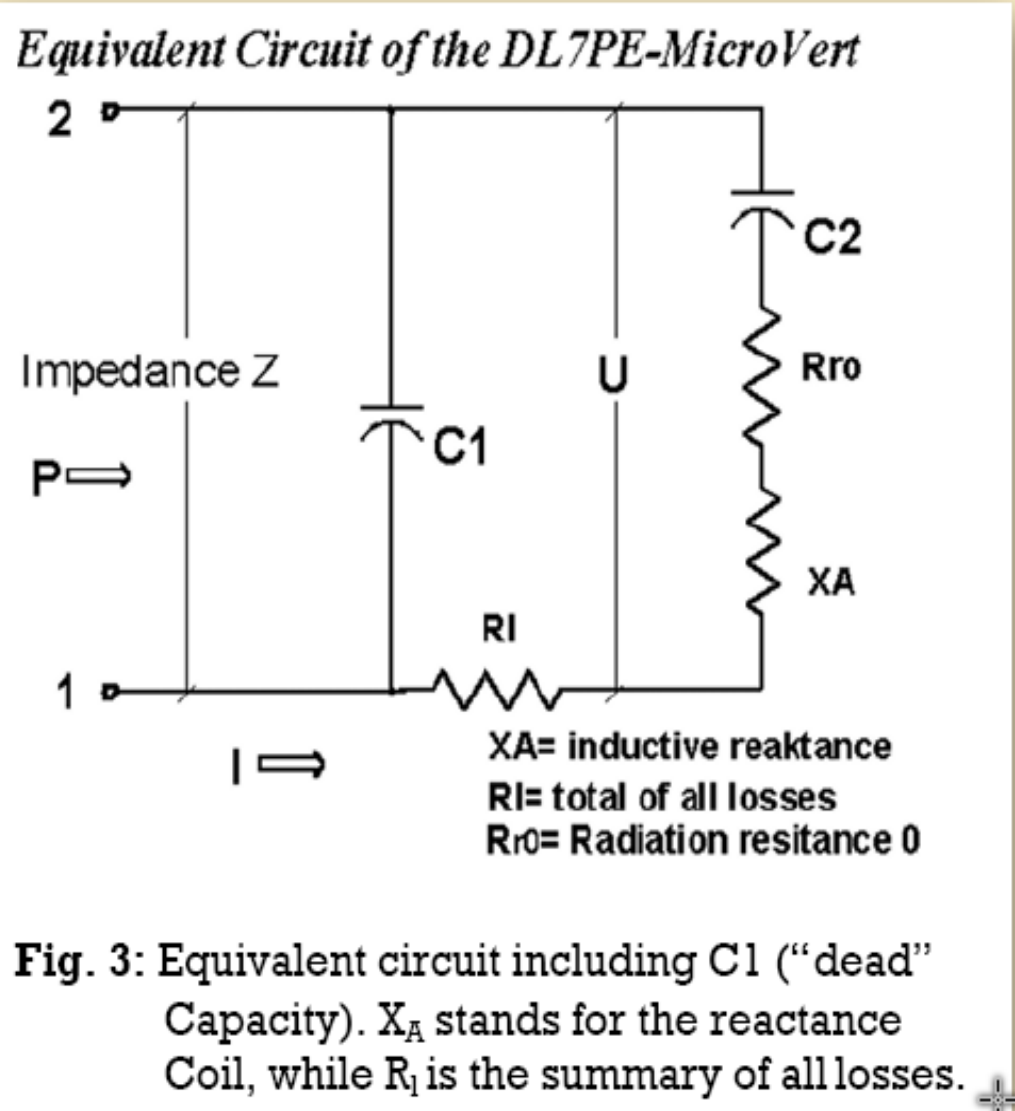 Equivalent Circuit of the DL7PE-MicroVert
2
C2
Impedance Z
U
Rro
C1
P
XA
Rl
1
I
XA= inductive reaktance
Rl= total of all losses
Rr0= Radiation resitance 0
Fig. 3: Equivalent circuit including C1 (“dead”
Capacity). XA stands for the reactance
Coil, while Rl is the summary of all losses.